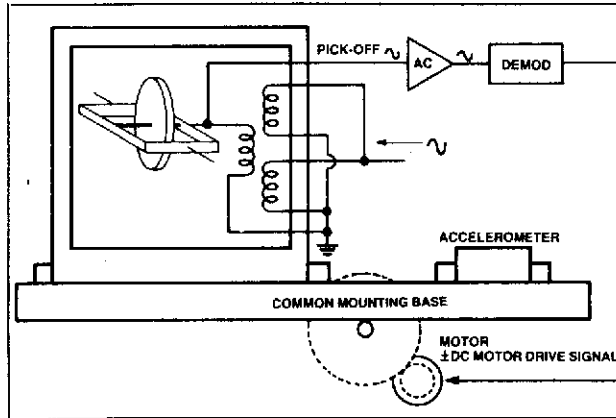 PICK-OFF
AC
DEMOD
ACCELEROMETER
COMMON MOUNTING BASE
MOTOR
±DC MOTOR DRIVE SIGNAL